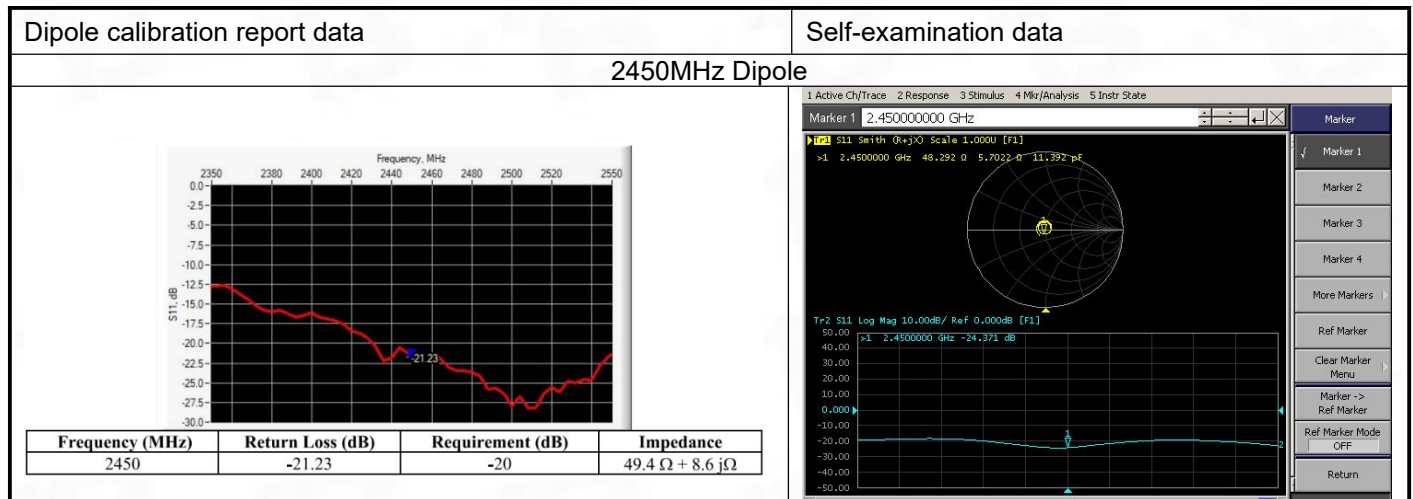 Dipole calibration report data
Self-examination data
2450MHz Dipole
Frequency, MHz
2350 2380 2400 2420 2440 2460 2480 2500 2520 2550
S11, dB
0.0
-2.5
-5.0
-7.5
-10.0
-12.5
-15.0
-17.5
-20.0
-22.5
-25.0
-27.5
-30.0
-21.23
Frequency (MHz) Return Loss (dB) Requirement (dB) Impedance
2450 -21.23 -20 49.4 Ω + 8.6 jΩ
1 Active Ch/Trace 2 Response 3 Stimulus 4 Mkr/Analysis 5 Instr State
Marker 1 2.450000000 GHz
Tr1 S11 Smith (R+jX) Scale 1.000U [F1]
>1 2.4500000 GHz 48.292 Ω 5.7022 Ω 11.392 pF
1
Tr2 S11 Log Mag 10.00dB/ Ref 0.000dB [F1]
>1 2.4500000 GHz -24.371 dB
50.00
40.00
30.00
20.00
10.00
0.000
-10.00
-20.00
-30.00
-40.00
-50.00
1
2
Marker
√ Marker 1
Marker 2
Marker 3
Marker 4
More Markers
Ref Marker
Clear Marker
Menu
Marker ->
Ref Marker
Ref Marker Mode
OFF
Return